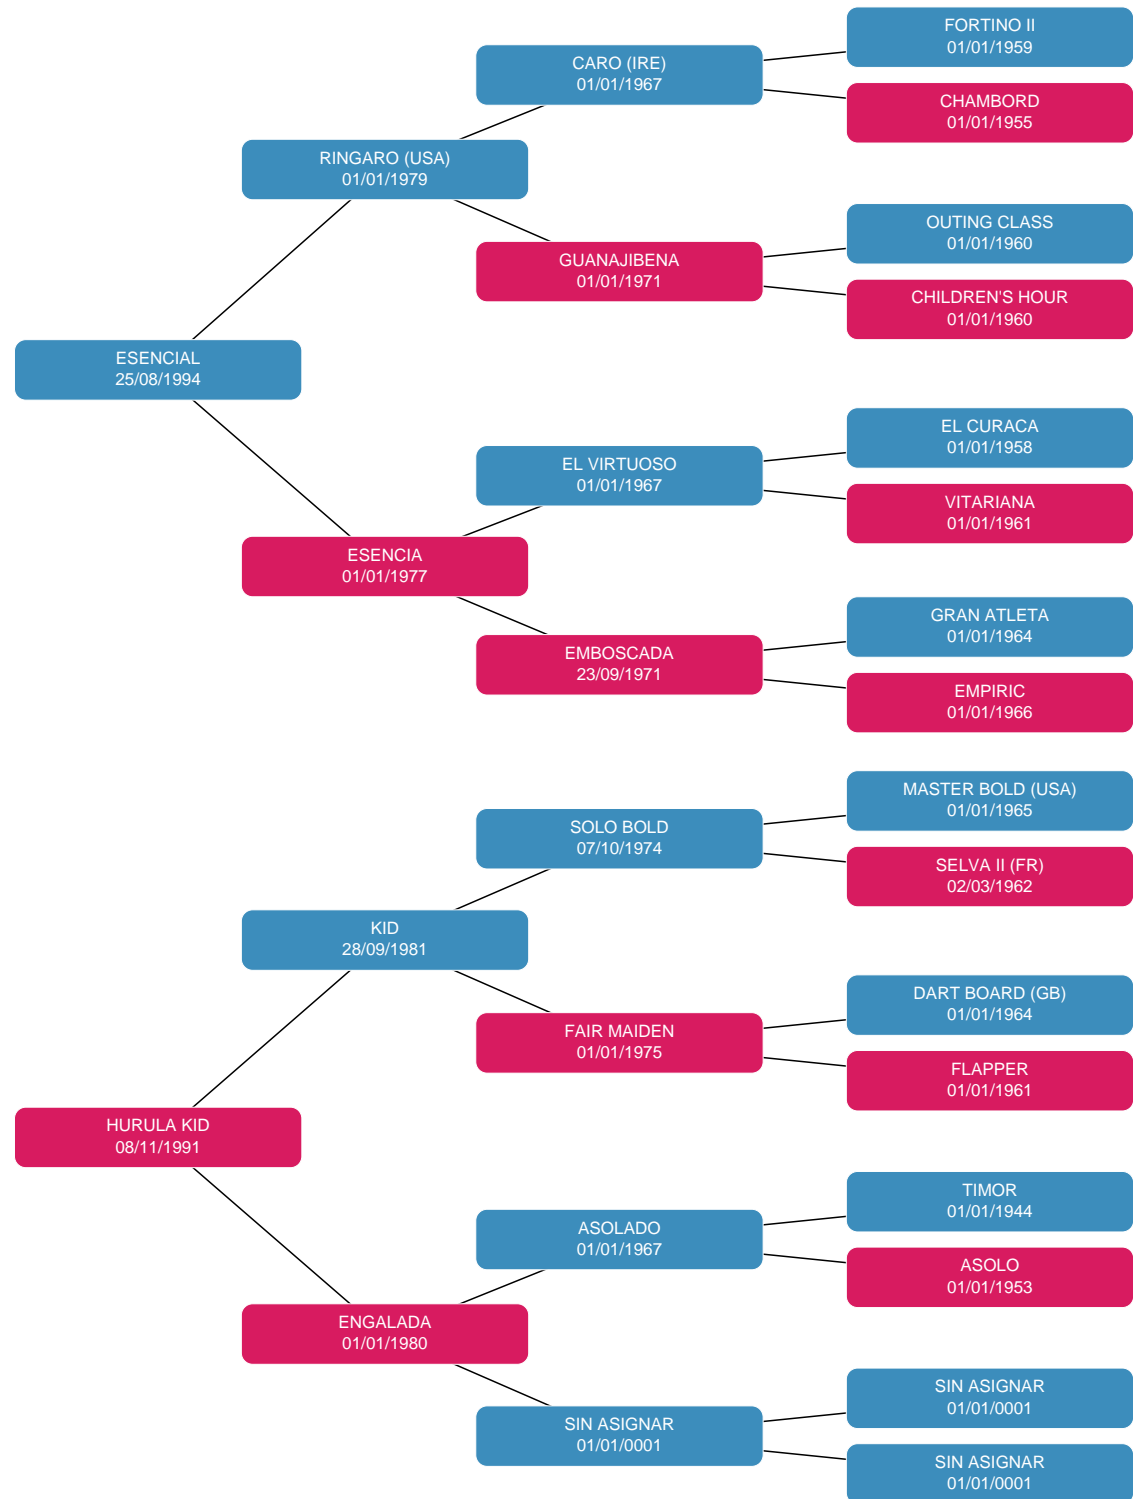 FORTINO II
01/01/1959
CARO (IRE)
01/01/1967
CHAMBORD
01/01/1955
RINGARO (USA)
01/01/1979
OUTING CLASS
01/01/1960
GUANAJIBENA
01/01/1971
CHILDREN'S HOUR
01/01/1960
ESENCIAL
25/08/1994
EL CURACA
01/01/1958
EL VIRTUOSO
01/01/1967
VITARIANA
01/01/1961
ESENCIA
01/01/1977
GRAN ATLETA
01/01/1964
EMBOSCADA
23/09/1971
EMPIRIC
01/01/1966
MASTER BOLD (USA)
01/01/1965
SOLO BOLD
07/10/1974
SELVA II (FR)
02/03/1962
KID
28/09/1981
DART BOARD (GB)
01/01/1964
FAIR MAIDEN
01/01/1975
FLAPPER
01/01/1961
HURULA KID
08/11/1991
TIMOR
01/01/1944
ASOLADO
01/01/1967
ASOLO
01/01/1953
ENGALADA
01/01/1980
SIN ASIGNAR
01/01/0001
SIN ASIGNAR
01/01/0001
SIN ASIGNAR
01/01/0001